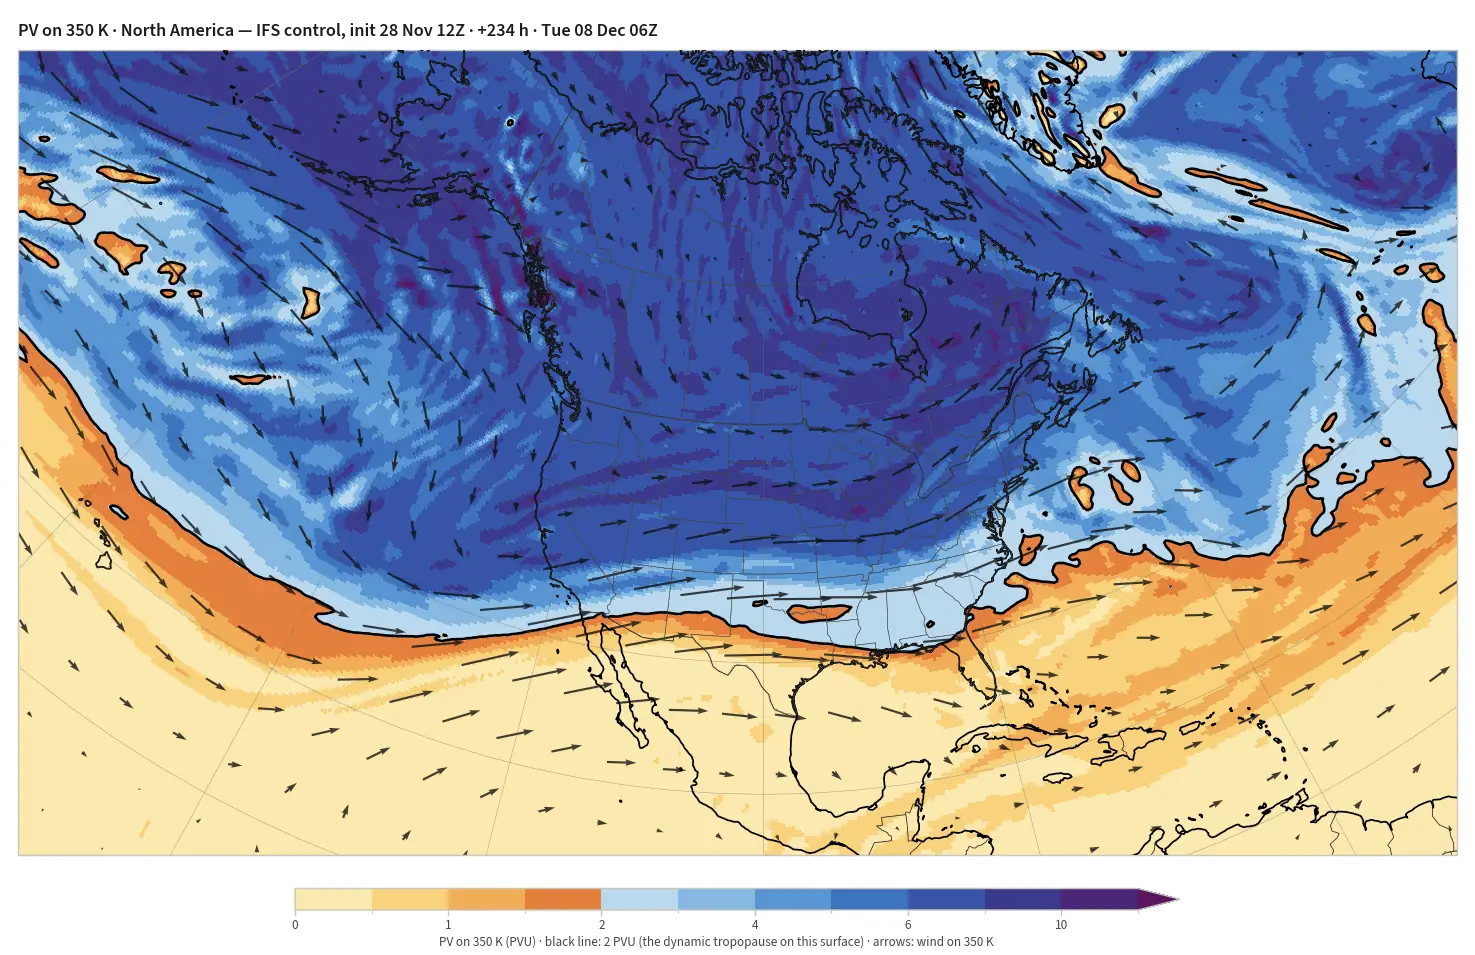 PV on 350 K · North America — IFS control, init 28 Nov 12Z · +234 h · Tue 08 Dec 06Z
0 1 2 4 6 10
PV on 350 K (PVU) · black line: 2 PVU (the dynamic tropopause on this surface) · arrows: wind on 350 K